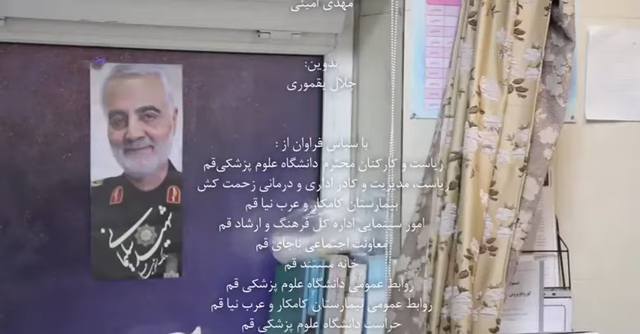 مهدی امینی
تدوین:
جلال یقموری
با سپاس فراوان از :
ریاست و کارکنان محترم دانشگاه علوم پزشکی‌قم
ریاست، مدیریت و کادر اداری و درمانی زحمت کش
بیمارستان کامکار و عرب نیا قم
امور سینمایی اداره کل فرهنگ و ارشاد قم
معاونت اجتماعی ناجای قم
خانه مستند قم
روابط عمومی دانشگاه علوم پزشکی قم
روابط عمومی بیمارستان کامکار و عرب نیا قم
حراست دانشگاه علوم پزشکی قم